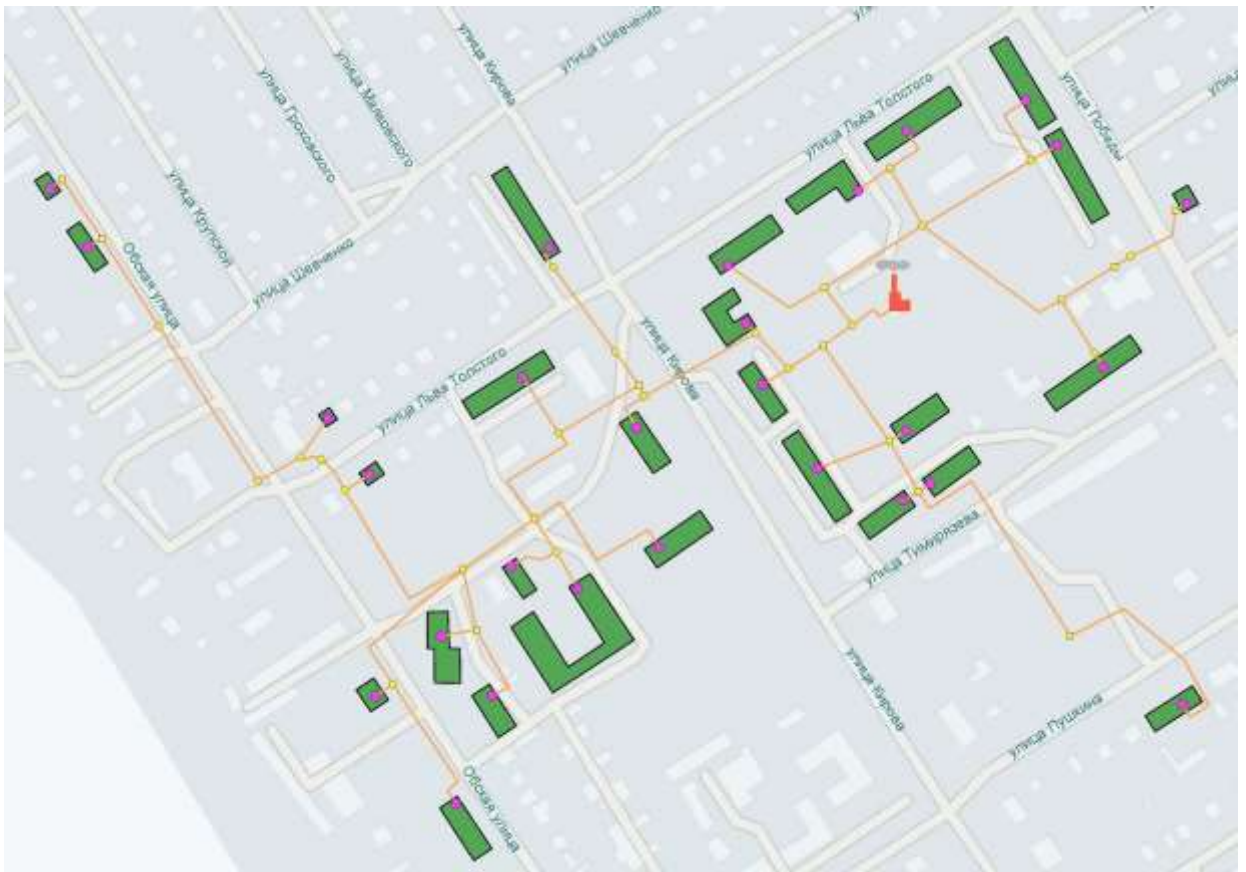 улица Кирова
улица Шевченко
улица Маяковского
улица Гроховского
улица Льва Толстого
улица Победы
улица Крупской
Обская улица
улица Шевченко
улица Кирова
улица Льва Толстого
улица Тимирязева
улица Кирова
улица Пушкина
Обская улица